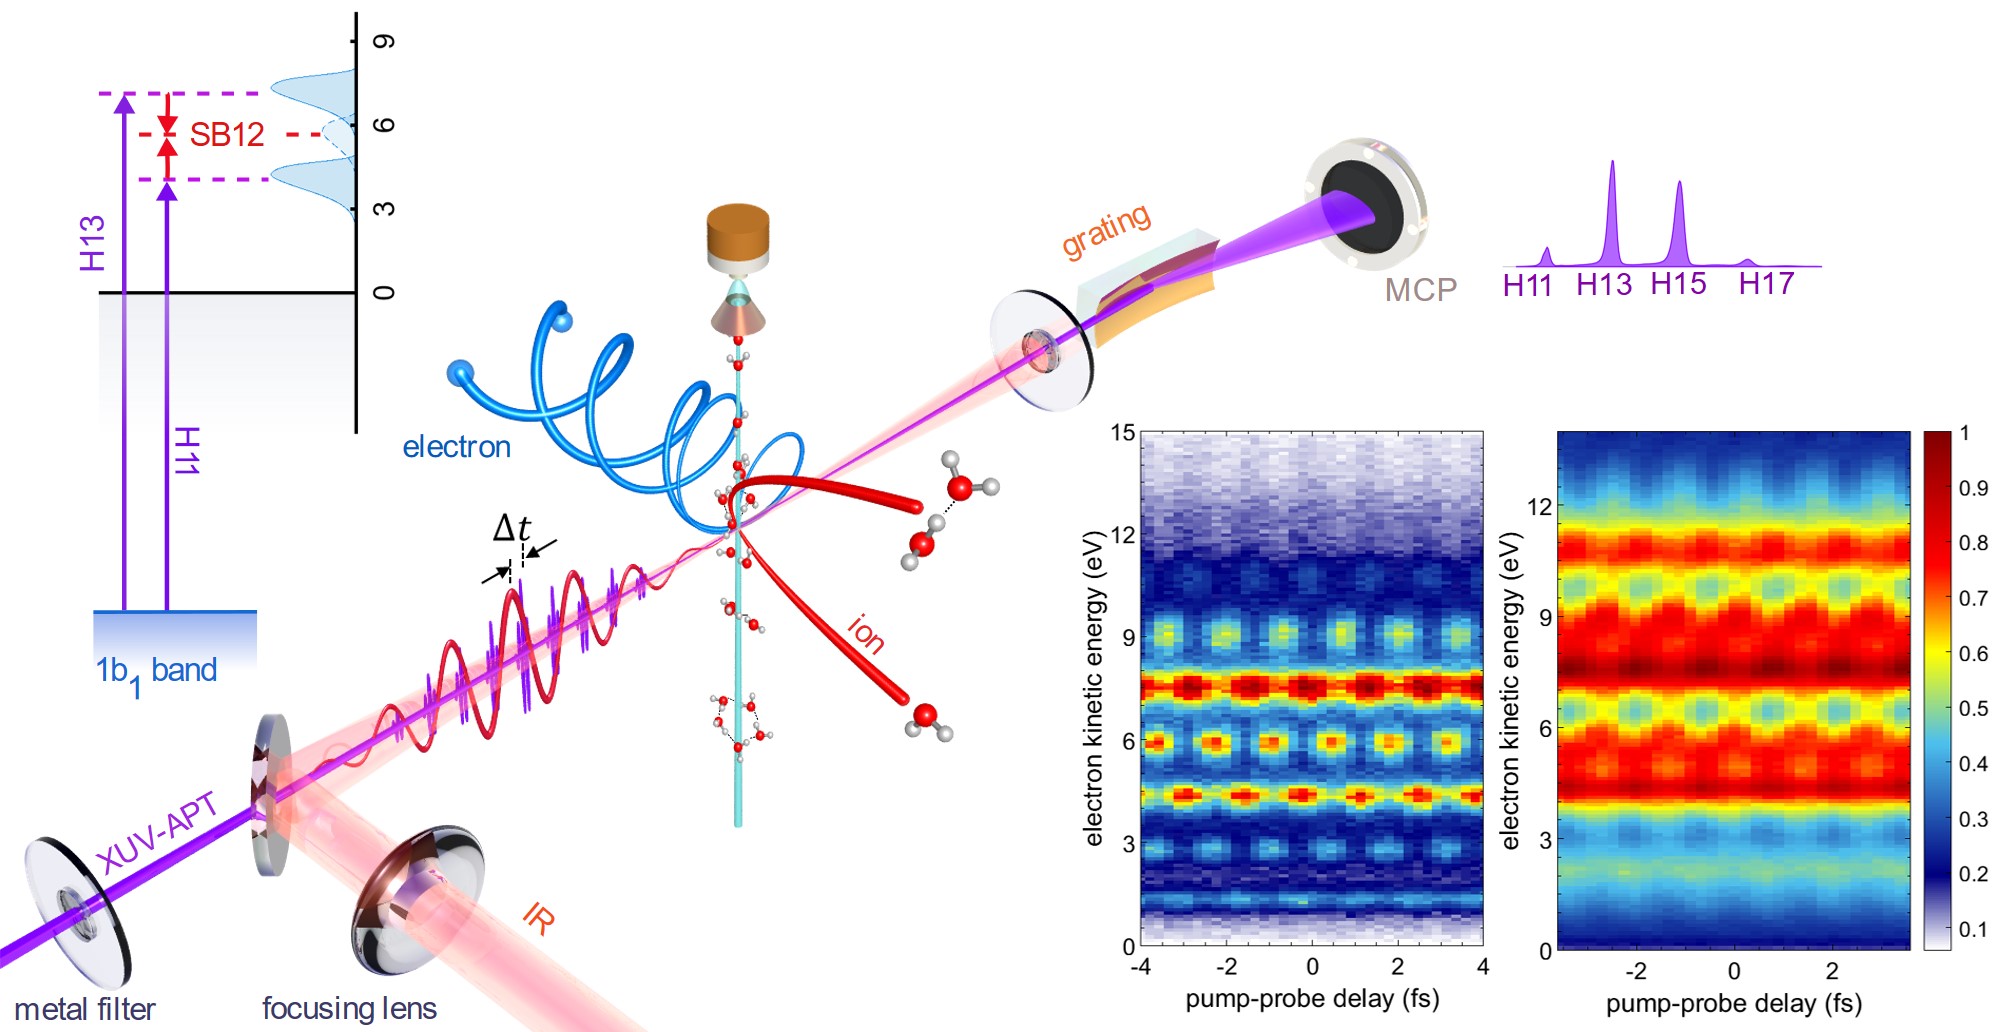 9
6
3
0
SB12
H13
H11
1b1 band
electron
Δt
ion
grating
MCP
H11 H13 H15 H17
XUV-APT
IR
metal filter
focusing lens
15
12
9
6
3
0
-4 -2 0 2 4
electron kinetic energy (eV)
pump-probe delay (fs)
12
9
6
3
0
-2 0 2
electron kinetic energy (eV)
pump-probe delay (fs)
1
0.9
0.8
0.7
0.6
0.5
0.4
0.3
0.2
0.1